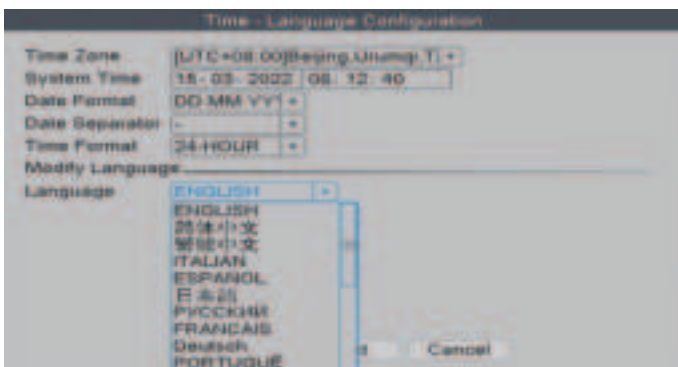 Time - Language Configuration
Time Zone [UTC+08:00]Beijing,Urumqi,T
System Time 15-03-2022 08:12:40
Date Format DD MM YY
Date Separator -
Time Format 24-HOUR
Modify Language
Language ENGLISH
ENGLISH
简体中文
繁體中文
ITALIAN
ESPANOL
日本語
РУССКИЙ
FRANCAIS
Deutsch
PORTUGUÊ
Cancel